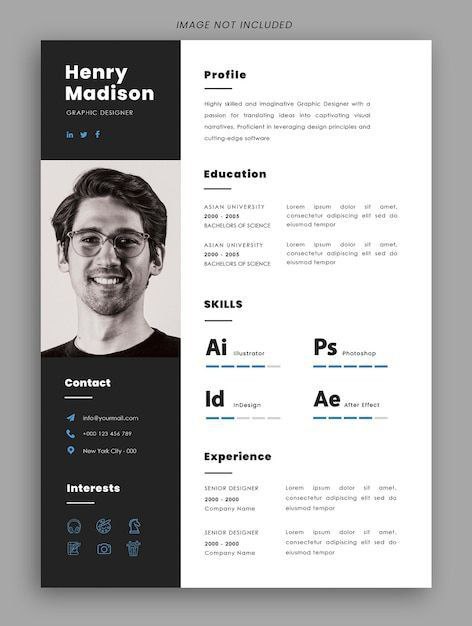 IMAGE NOT INCLUDED
Henry
Madison
GRAPHIC DESIGNER
Contact
info@yourmail.com
+000 123 456 789
New York City - 000
Interests
Profile
Highly skilled and imaginative Graphic Designer with a
passion for translating ideas into captivating visual
narratives. Proficient in leveraging design principles and
cutting-edge software
Education
ASIAN UNIVERSITY
2000 - 2005
BACHELORS OF SCIENCE
Lorem ipsum dolor sit amet,
consectetur adipiscing elit sed do
eiusmod tempor
ASIAN UNIVERSITY
2000 - 2005
BACHELORS OF SCIENCE
Lorem ipsum dolor sit amet,
consectetur adipiscing elit sed do
eiusmod tempor
SKILLS
Ai Illustrator
Ps Photoshop
Id InDesign
Ae After Effect
Experience
SENIOR DESIGNER
2000 - 2000
Company Name
Lorem ipsum dolor sit amet,
consectetur adipiscing elit sed do
eiusmod tempor
SENIOR DESIGNER
2000 - 2000
Company Name
Lorem ipsum dolor sit amet,
consectetur adipiscing elit sed do
eiusmod tempor